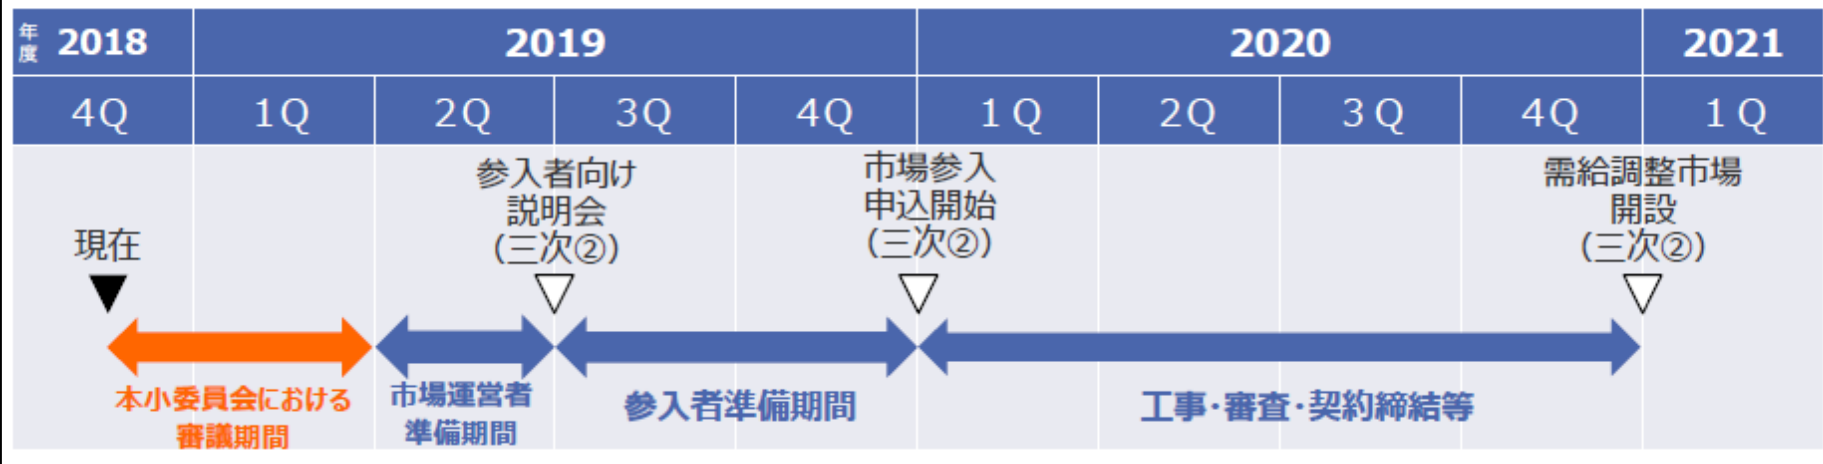 年度 2018 2019 2020 2021
4Q 1Q 2Q 3Q 4Q 1Q 2Q 3Q 4Q 1Q
現在
参入者向け
説明会
（三次②）
市場参入
申込開始
（三次②）
需給調整市場
開設
（三次②）
本小委員会における
審議期間
市場運営者
準備期間
参入者準備期間
工事・審査・契約締結等